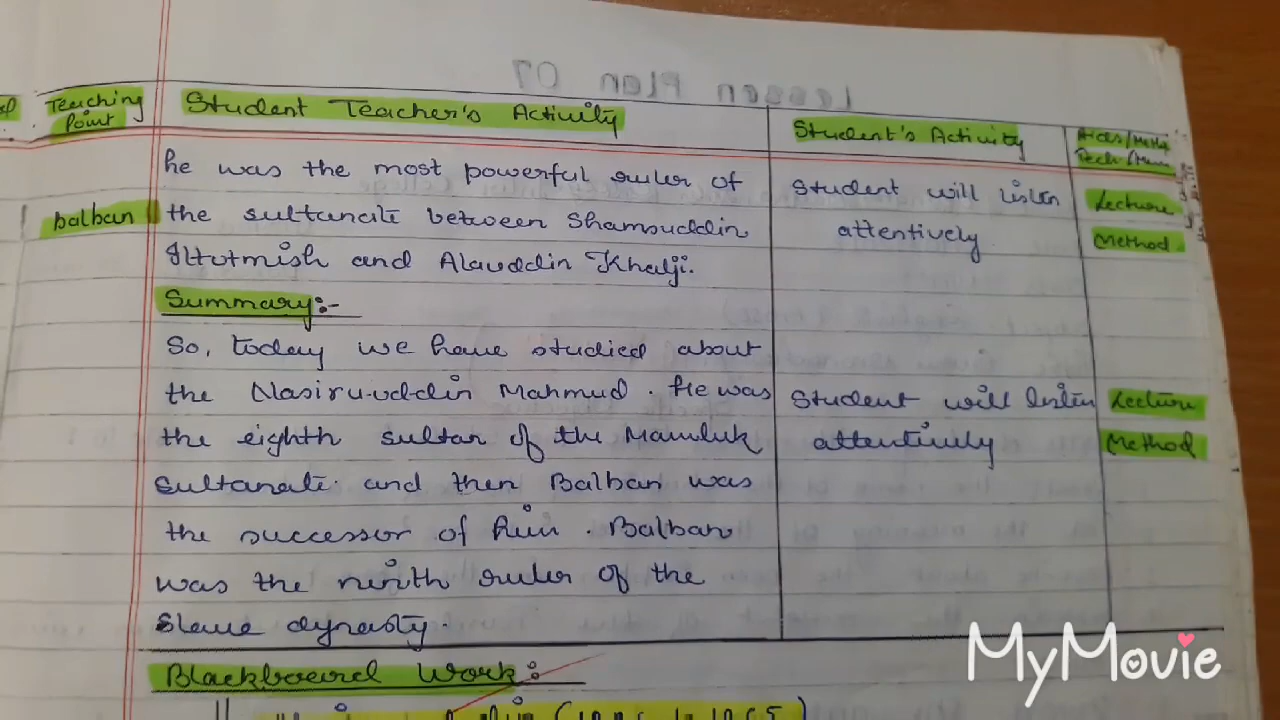 Teaching Point
Student Teacher's Activity
Student's Activity
balban
he was the most powerful ruler of
the sultanate between Shamsuddin
Iltutmish and Alauddin Khalji.
Student will listen
attentively
Lecture
Method.
Summary:-
So, today we have studied about
the Nasiru-uddin Mahmud. He was
the eighth sultan of the Mamluk
sultanate. and then Balban was
the successor of him. Balban
was the ninth ruler of the
Slave dynasty.
Student will listen
attentively
Lecture
Method
Blackboard Work:
MyMovie